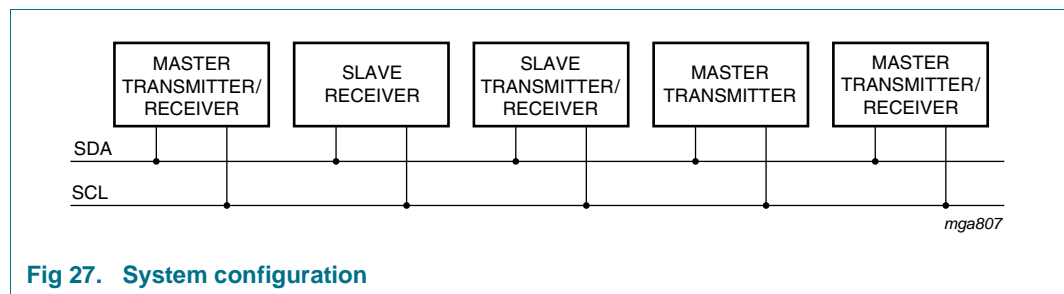 MASTER
TRANSMITTER/
RECEIVER
SLAVE
RECEIVER
SLAVE
TRANSMITTER/
RECEIVER
MASTER
TRANSMITTER
MASTER
TRANSMITTER/
RECEIVER
SDA
SCL
mga807
Fig 27. System configuration